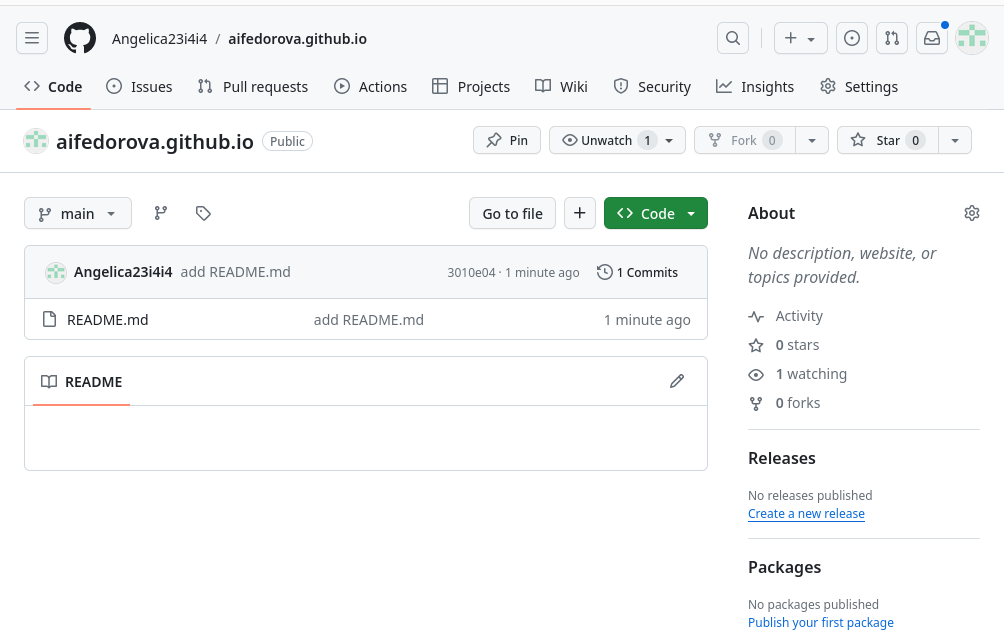 Angelica23i4i4 / aifedorova.github.io
Code Issues Pull requests Actions Projects Wiki Security Insights Settings
aifedorova.github.io Public Pin Unwatch 1 Fork 0 Star 0
main Go to file + Code
Angelica23i4i4 add README.md 3010e04 · 1 minute ago 1 Commits
README.md add README.md 1 minute ago
README
About
No description, website, or
topics provided.
Activity
0 stars
1 watching
0 forks
Releases
No releases published
Create a new release
Packages
No packages published
Publish your first package